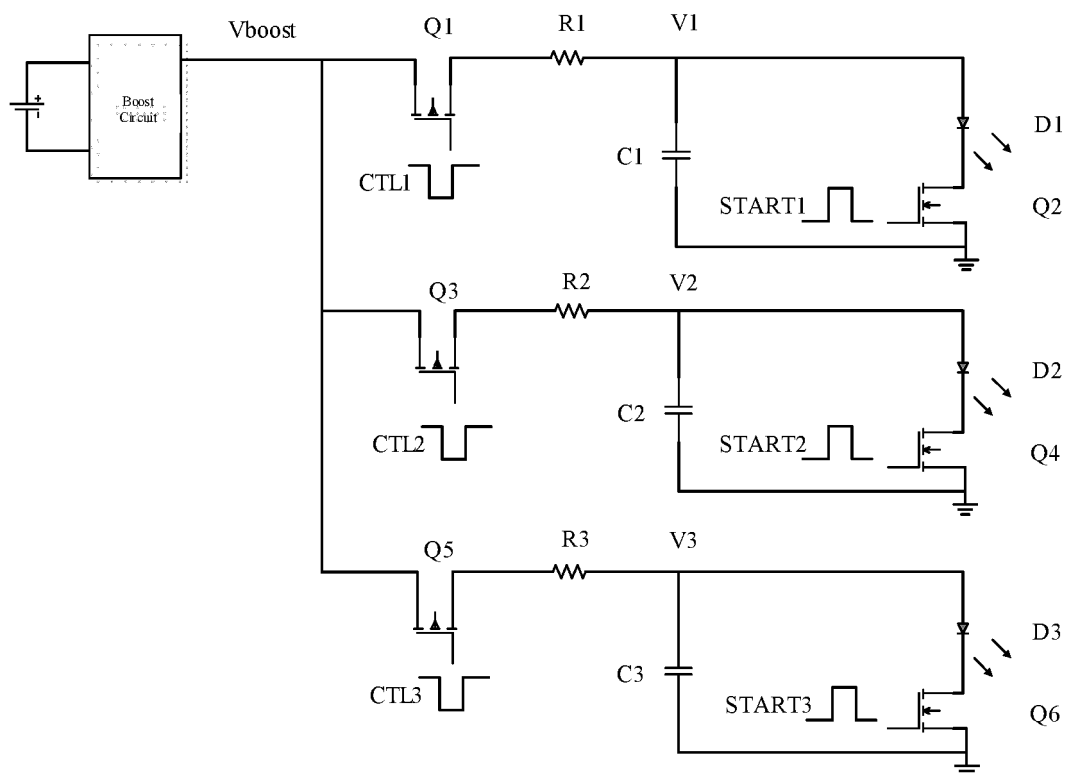 Vboost
Q1
R1
V1
Boost
Circuit
+
D1
C1
CTL1
START1
Q2
Q3
R2
V2
D2
C2
CTL2
START2
Q4
Q5
R3
V3
D3
C3
CTL3
START3
Q6